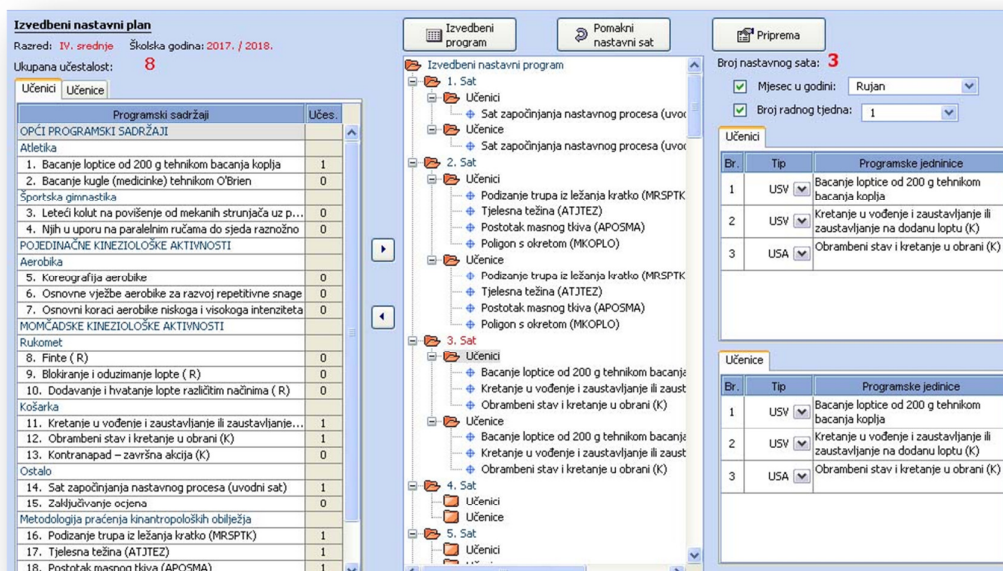 Izvedbeni nastavni plan
Razred: IV. srednje Školska godina: 2017. / 2018.
Ukupana učestalost: 8
Učenici Učenice
Programski sadržaji Učes.
OPĆI PROGRAMSKI SADRŽAJI
Atletika
1. Bacanje loptice od 200 g tehnikom bacanja koplja 1
2. Bacanje kugle (medicinke) tehnikom O'Brien 0
Športska gimnastika
3. Leteći kolut na povišenje od mekanih strunjača uz p... 0
4. Njih u uporu na paralelnim ručama do sjeda raznožno 0
POJEDINAČNE KINEZIOLOŠKE AKTIVNOSTI
Aerobika
5. Koreografija aerobike 0
6. Osnovne vježbe aerobike za razvoj repetitivne snage 0
7. Osnovni koraci aerobike niskoga i visokoga intenziteta 0
MOMČADSKE KINEZIOLOŠKE AKTIVNOSTI
Rukomet
8. Finte ( R) 0
9. Blokiranje i oduzimanje lopte ( R) 0
10. Dodavanje i hvatanje lopte različitim načinima ( R) 0
Košarka
11. Kretanje u vođenje i zaustavljanje ili zaustavljanje... 1
12. Obrambeni stav i kretanje u obrani (K) 1
13. Kontranapad – završna akcija (K) 0
Ostalo
14. Sat započinjanja nastavnog procesa (uvodni sat) 1
15. Zaključivanje ocjena 0
Metodologija praćenja kinantropoloških obilježja
16. Podizanje trupa iz ležanja kratko (MRSPTK) 1
17. Tjelesna težina (ATJTEZ) 1
18. Postotak masnog tkiva (APOSMA) 1
Izvedbeni
program
Pomakni
nastavni sat
Izvedbeni nastavni program
1. Sat
Učenici
Sat započinjanja nastavnog procesa (uvod
Učenice
Sat započinjanja nastavnog procesa (uvod
2. Sat
Učenici
Podizanje trupa iz ležanja kratko (MRSPTK
Tjelesna težina (ATJTEZ)
Postotak masnog tkiva (APOSMA)
Poligon s okretom (MKOPLO)
Učenice
Podizanje trupa iz ležanja kratko (MRSPTK
Tjelesna težina (ATJTEZ)
Postotak masnog tkiva (APOSMA)
Poligon s okretom (MKOPLO)
3. Sat
Učenici
Bacanje loptice od 200 g tehnikom bacanja
Kretanje u vođenje i zaustavljanje ili zaust
Obrambeni stav i kretanje u obrani (K)
Učenice
Bacanje loptice od 200 g tehnikom bacanja
Kretanje u vođenje i zaustavljanje ili zaust
Obrambeni stav i kretanje u obrani (K)
4. Sat
Učenici
Učenice
5. Sat
Učenici
Priprema
Broj nastavnog sata: 3
Mjesec u godini: Rujan
Broj radnog tjedna: 1
Učenici
Br. Tip Programske jedninice
1 USV Bacanje loptice od 200 g tehnikom
bacanja koplja
2 USV Kretanje u vođenje i zaustavljanje ili
zaustavljanje na dodanu loptu (K)
3 USA Obrambeni stav i kretanje u obrani (K)
Učenice
Br. Tip Programske jedinice
1 USV Bacanje loptice od 200 g tehnikom
bacanja koplja
2 USV Kretanje u vođenje i zaustavljanje ili
zaustavljanje na dodanu loptu (K)
3 USA Obrambeni stav i kretanje u obrani (K)